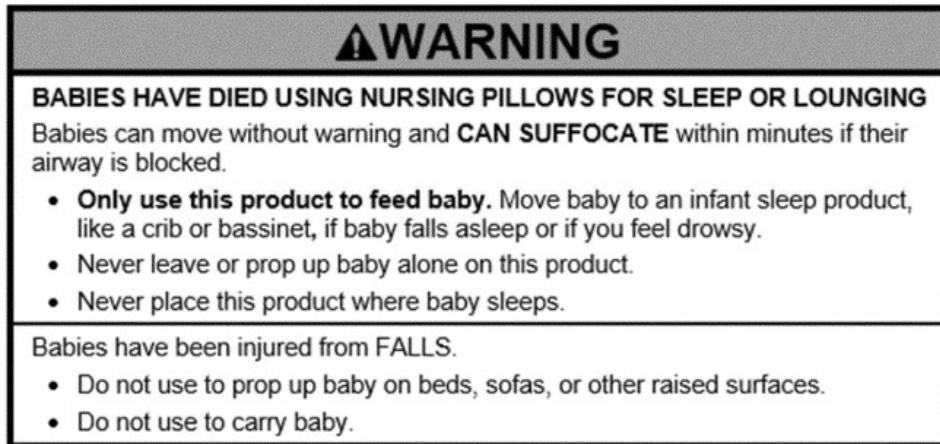 ⚠WARNING
BABIES HAVE DIED USING NURSING PILLOWS FOR SLEEP OR LOUNGING
Babies can move without warning and CAN SUFFOCATE within minutes if their
airway is blocked.
• Only use this product to feed baby. Move baby to an infant sleep product,
like a crib or bassinet, if baby falls asleep or if you feel drowsy.
• Never leave or prop up baby alone on this product.
• Never place this product where baby sleeps.
Babies have been injured from FALLS.
• Do not use to prop up baby on beds, sofas, or other raised surfaces.
• Do not use to carry baby.